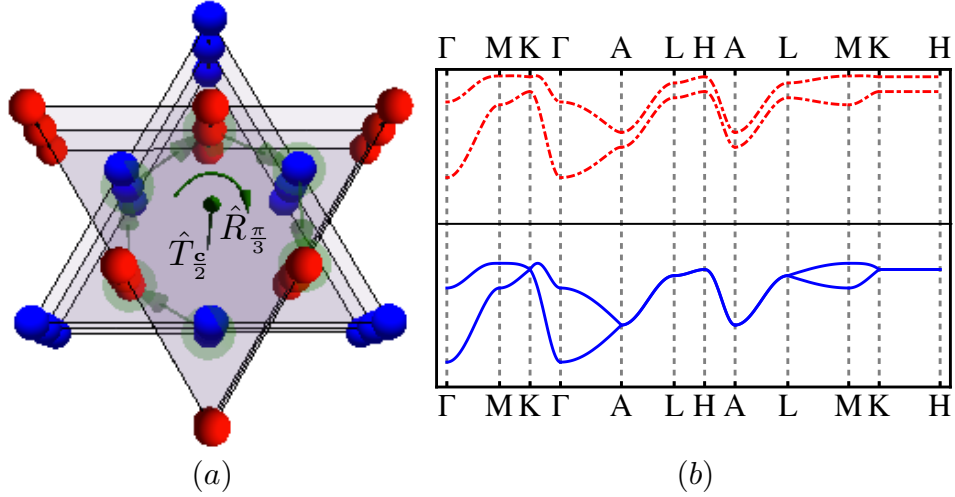 Γ M K Γ A L H A L M K H
R̂π/3
T̂c/2
Γ M K Γ A L H A L M K H
(a) (b)